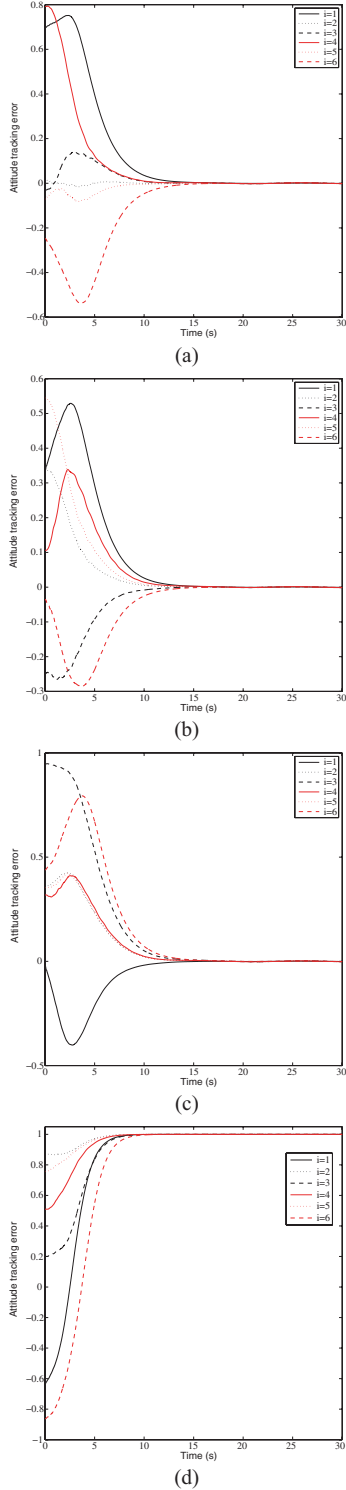 0.8
0.6
0.4
0.2
0
−0.2
−0.4
−0.6
0
5
10
15
20
25
30
Attitude tracking error
Time (s)
i=1
i=2
i=3
i=4
i=5
i=6
(a)
0.6
0.5
0.4
0.3
0.2
0.1
0
−0.1
−0.2
−0.3
0
5
10
15
20
25
30
Attitude tracking error
Time (s)
i=1
i=2
i=3
i=4
i=5
i=6
(b)
1
0.5
0
−0.5
0
5
10
15
20
25
30
Attitude tracking error
Time (s)
i=1
i=2
i=3
i=4
i=5
i=6
(c)
1
0.8
0.6
0.4
0.2
0
−0.2
−0.4
−0.6
−0.8
−1
0
5
10
15
20
25
30
Attitude tracking error
Time (s)
i=1
i=2
i=3
i=4
i=5
i=6
(d)